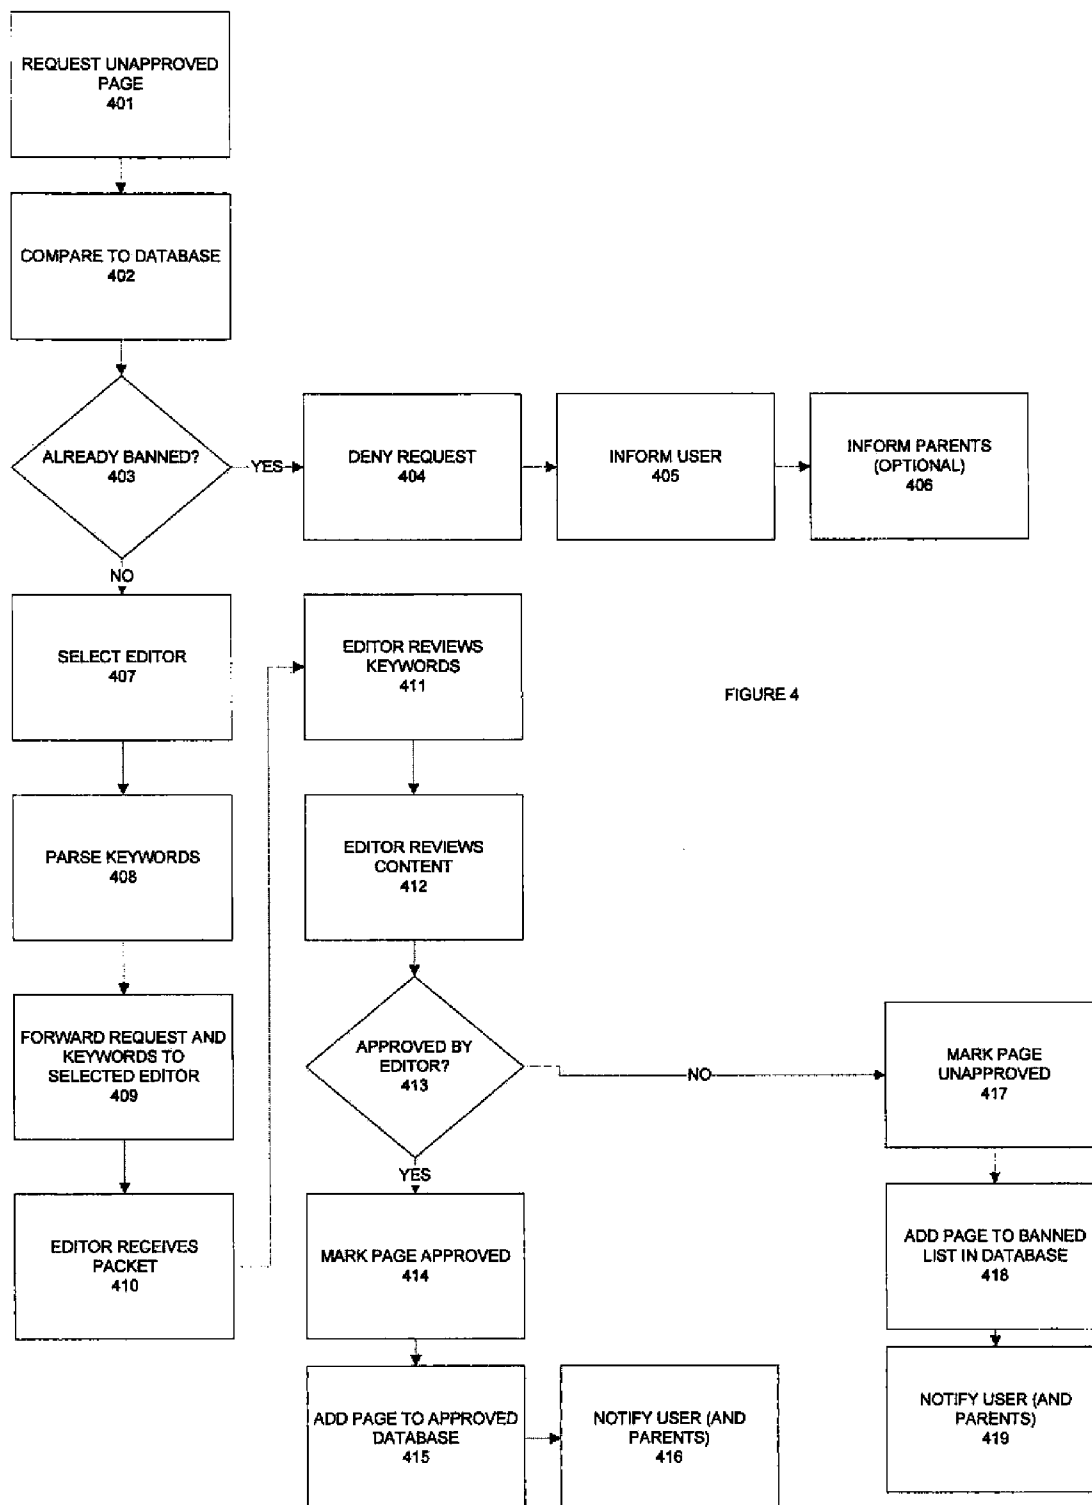 REQUEST UNAPPROVED
PAGE
401
COMPARE TO DATABASE
402
ALREADY BANNED?
403
YES
DENY REQUEST
404
INFORM USER
405
INFORM PARENTS
(OPTIONAL)
406
NO
SELECT EDITOR
407
PARSE KEYWORDS
408
FORWARD REQUEST AND
KEYWORDS TO
SELECTED EDITOR
409
EDITOR RECEIVES
PACKET
410
EDITOR REVIEWS
KEYWORDS
411
FIGURE 4
EDITOR REVIEWS
CONTENT
412
APPROVED BY
EDITOR?
413
NO
YES
MARK PAGE APPROVED
414
ADD PAGE TO APPROVED
DATABASE
415
NOTIFY USER (AND
PARENTS)
416
MARK PAGE
UNAPPROVED
417
ADD PAGE TO BANNED
LIST IN DATABASE
418
NOTIFY USER (AND
PARENTS)
419